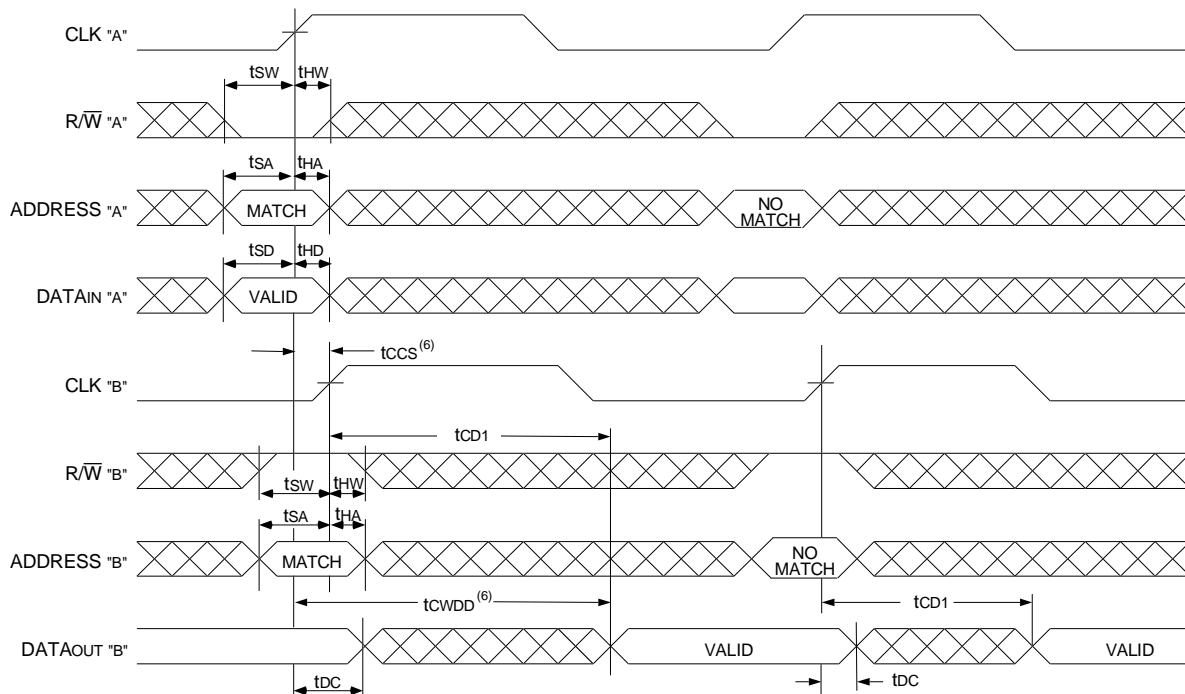 CLK "A"
tSW tHW
R/W "A"
tSA tHA
ADDRESS "A" MATCH NO MATCH
tSD tHD
DATAIN "A" VALID
tCCS(6)
CLK "B"
tCD1
R/W "B"
tSW tHW
tSA tHA
ADDRESS "B" MATCH NO MATCH
tCWDD(6) tCD1
DATAOUT "B" VALID VALID
tDC tDC